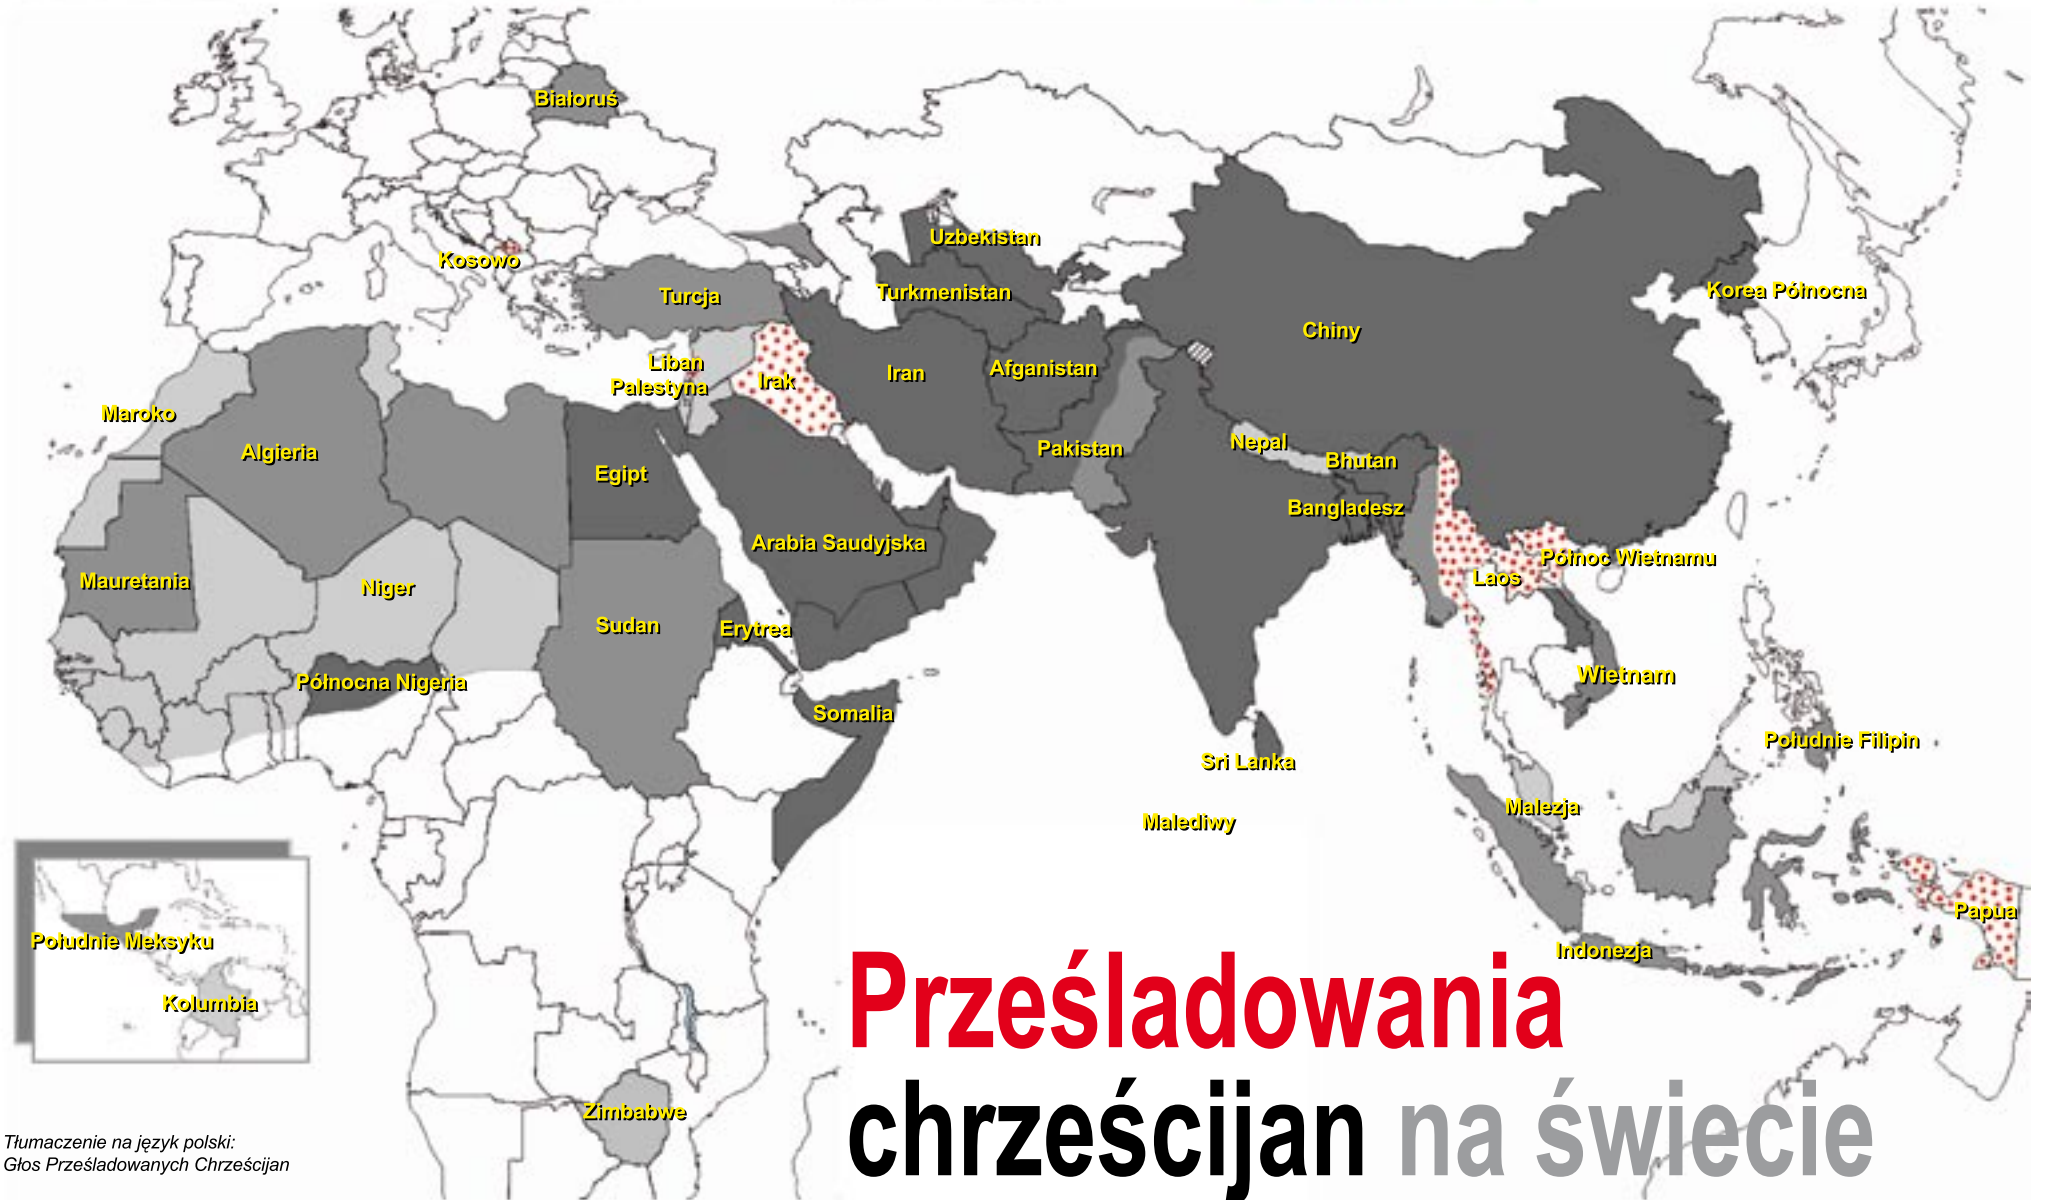 Białoruś
Kosowo
Uzbekistan
Turkmenistan
Turcja
Korea Północna
Chiny
Liban
Palestyna
Irak
Iran
Afganistan
Maroko
Algieria
Egipt
Pakistan
Nepal
Bhutan
Bangladesz
Arabia Saudyjska
Północ Wietnamu
Laos
Mauretania
Niger
Sudan
Erytrea
Północna Nigeria
Somalia
Wietnam
Sri Lanka
Południe Filipin
Malediwy
Malezja
Papua
Indonezja
Południe Meksyku
Kolumbia
Zimbabwe
Prześladowania
chrześcijan na świecie
Tłumaczenie na język polski:
Głos Prześladowanych Chrześcijan